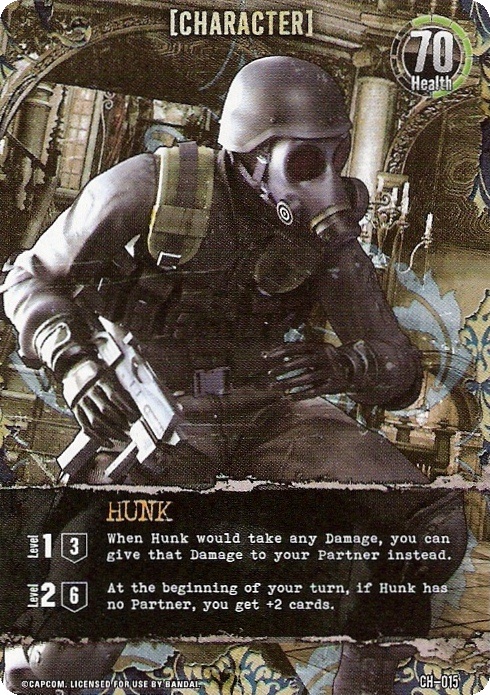 [CHARACTER]
70
Health
HUNK
Level 1 3 When Hunk would take any Damage, you can
give that Damage to your Partner instead.
Level 2 6 At the beginning of your turn, if Hunk has
no Partner, you get +2 cards.
©CAPCOM. LICENSED FOR USE BY BANDAI.
CH-015